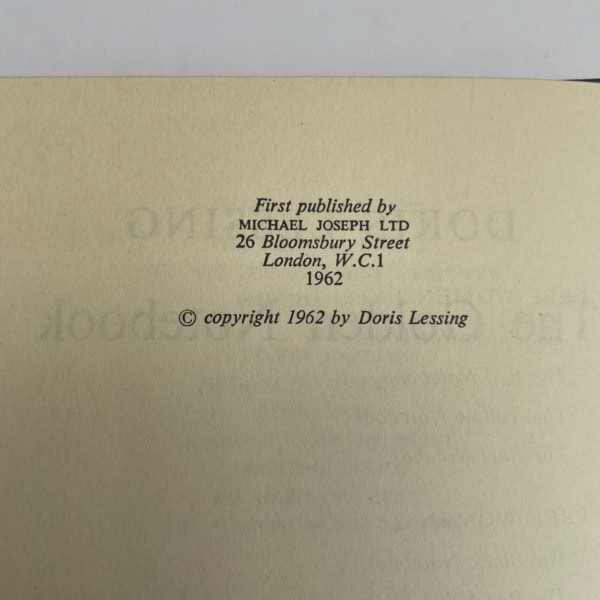 First published by
MICHAEL JOSEPH LTD
26 Bloomsbury Street
London, W.C.1
1962
© copyright 1962 by Doris Lessing